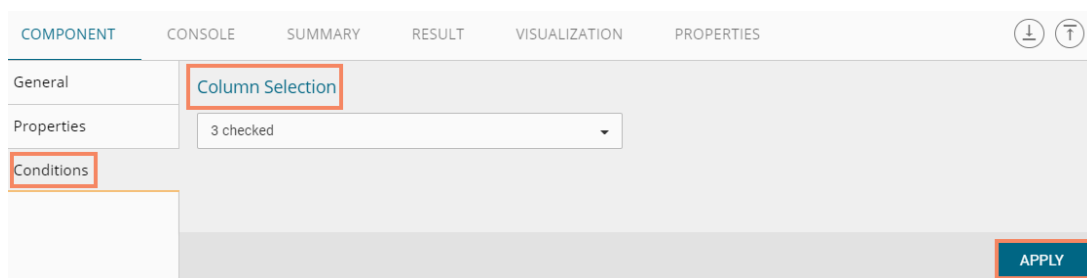 COMPONENT CONSOLE SUMMARY RESULT VISUALIZATION PROPERTIES
General
Column Selection
Properties
3 checked
Conditions
APPLY